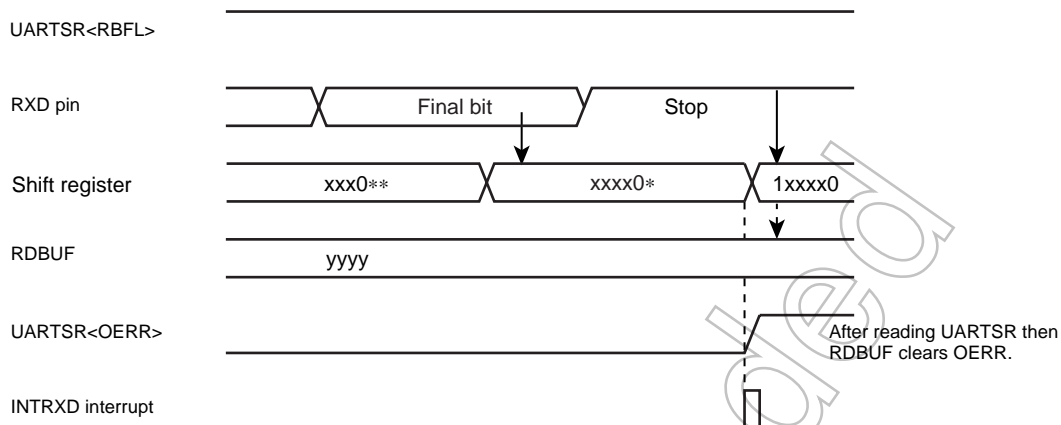 UARTSR<RBFL>
RXD pin
Final bit
Stop
Shift register
xxx0**
xxxx0*
1xxxx0
RDBUF
yyyy
UARTSR<OERR>
After reading UARTSR then
RDBUF clears OERR.
INTRXD interrupt
ded